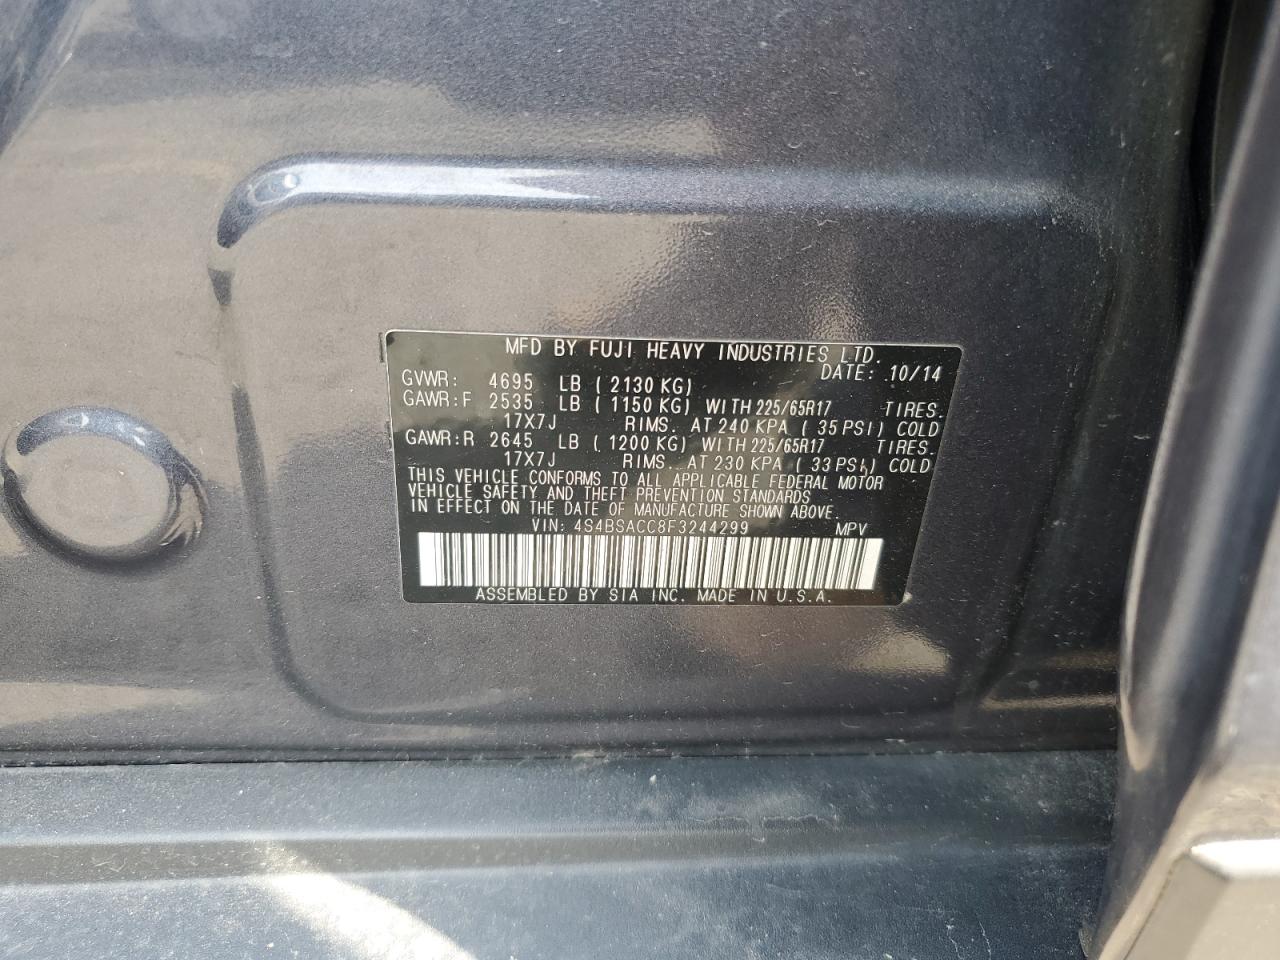 MFD BY FUJI HEAVY INDUSTRIES LTD.
DATE: 10/14
GVWR: 4695 LB ( 2130 KG)
GAWR: F 2535 LB ( 1150 KG) WITH 225/65R17 TIRES.
17X7J RIMS. AT 240 KPA ( 35 PSI) COLD
GAWR: R 2645 LB ( 1200 KG) WITH 225/65R17 TIRES.
17X7J RIMS. AT 230 KPA ( 33 PSI) COLD
THIS VEHICLE CONFORMS TO ALL APPLICABLE FEDERAL MOTOR
VEHICLE SAFETY AND THEFT PREVENTION STANDARDS
IN EFFECT ON THE DATE OF MANUFACTURE SHOWN ABOVE.
VIN: 4S4BSACC8F3244299 MPV
ASSEMBLED BY SIA INC. MADE IN U.S.A.